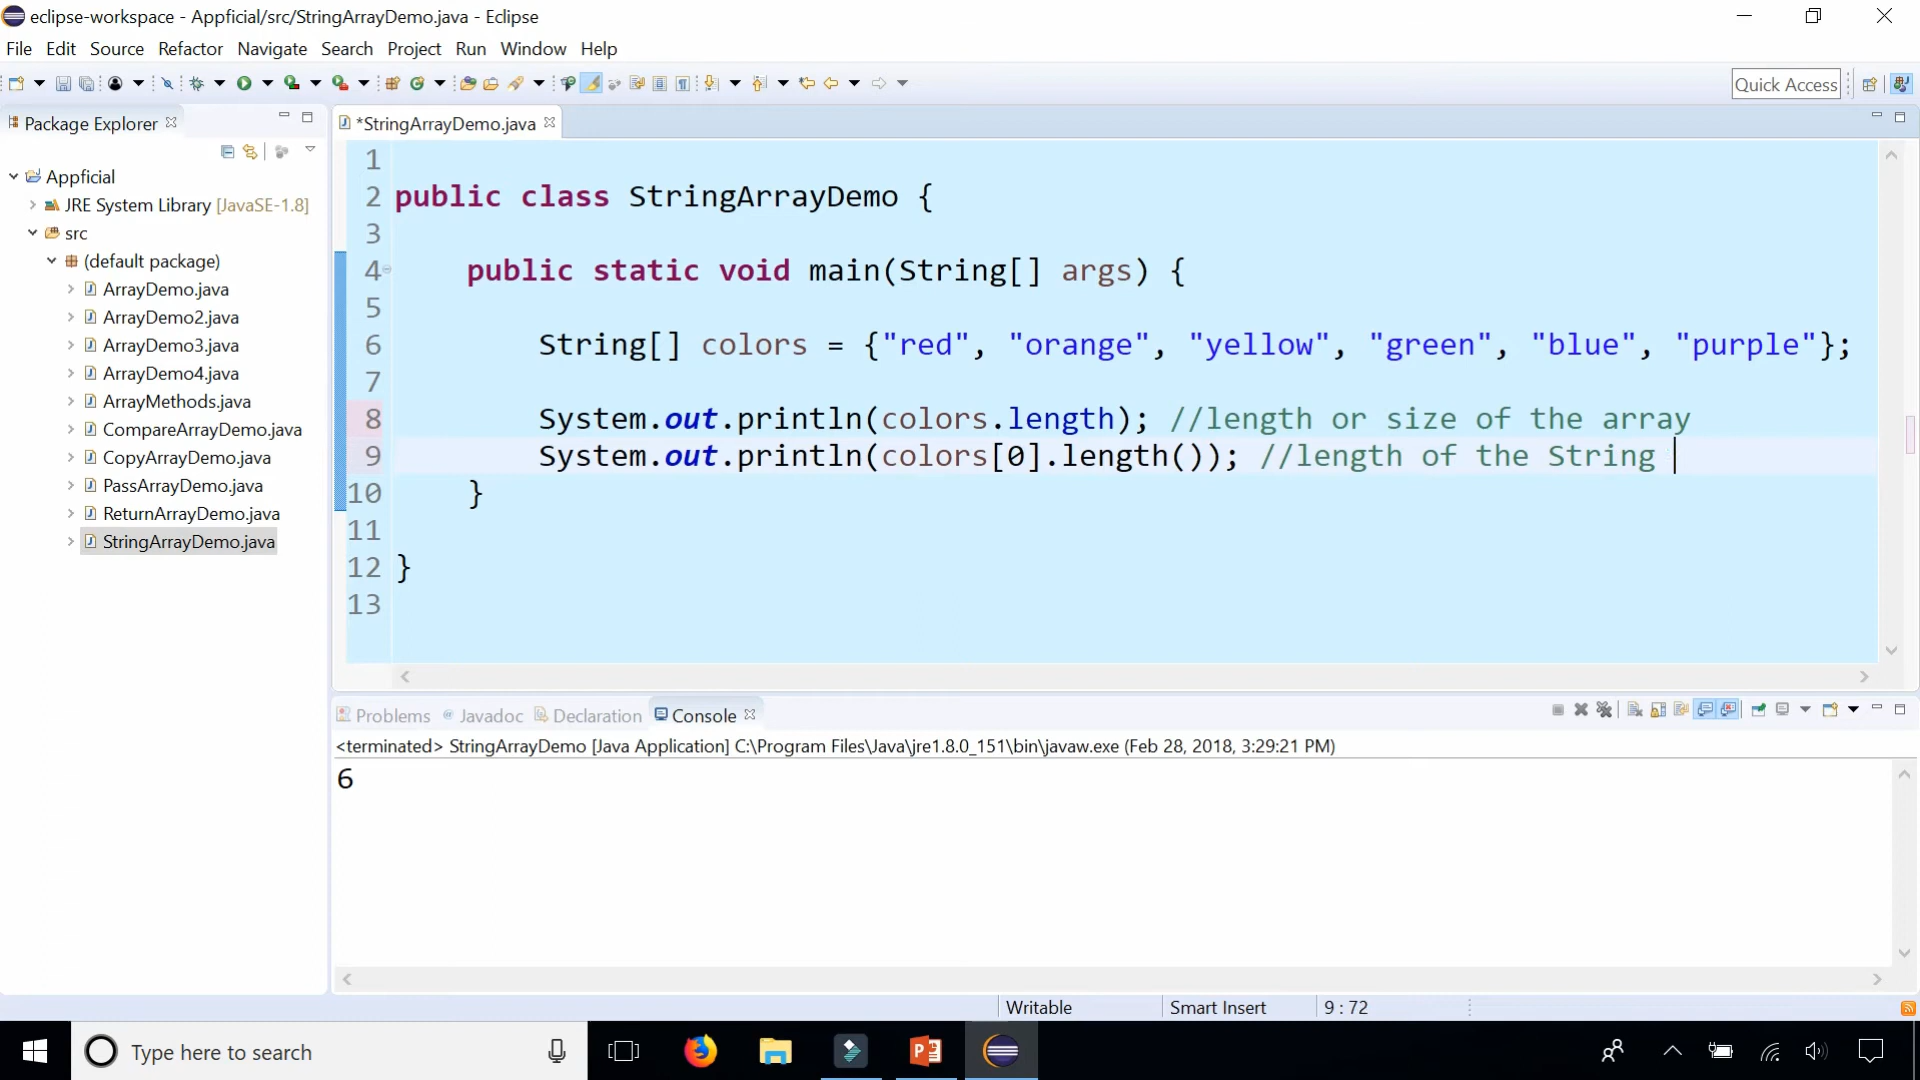 eclipse-workspace - Appficial/src/StringArrayDemo.java - Eclipse
File Edit Source Refactor Navigate Search Project Run Window Help
Quick Access
Package Explorer
*StringArrayDemo.java
Appficial
JRE System Library [JavaSE-1.8]
src
(default package)
ArrayDemo.java
ArrayDemo2.java
ArrayDemo3.java
ArrayDemo4.java
ArrayMethods.java
CompareArrayDemo.java
CopyArrayDemo.java
PassArrayDemo.java
ReturnArrayDemo.java
StringArrayDemo.java
1
2 public class StringArrayDemo {
3
4 public static void main(String[] args) {
5
6 String[] colors = {"red", "orange", "yellow", "green", "blue", "purple"};
7
8 System.out.println(colors.length); //length or size of the array
9 System.out.println(colors[0].length()); //length of the String
10 }
11
12 }
13
Problems Javadoc Declaration Console
<terminated> StringArrayDemo [Java Application] C:\Program Files\Java\jre1.8.0_151\bin\javaw.exe (Feb 28, 2018, 3:29:21 PM)
6
Writable Smart Insert 9 : 72
Type here to search